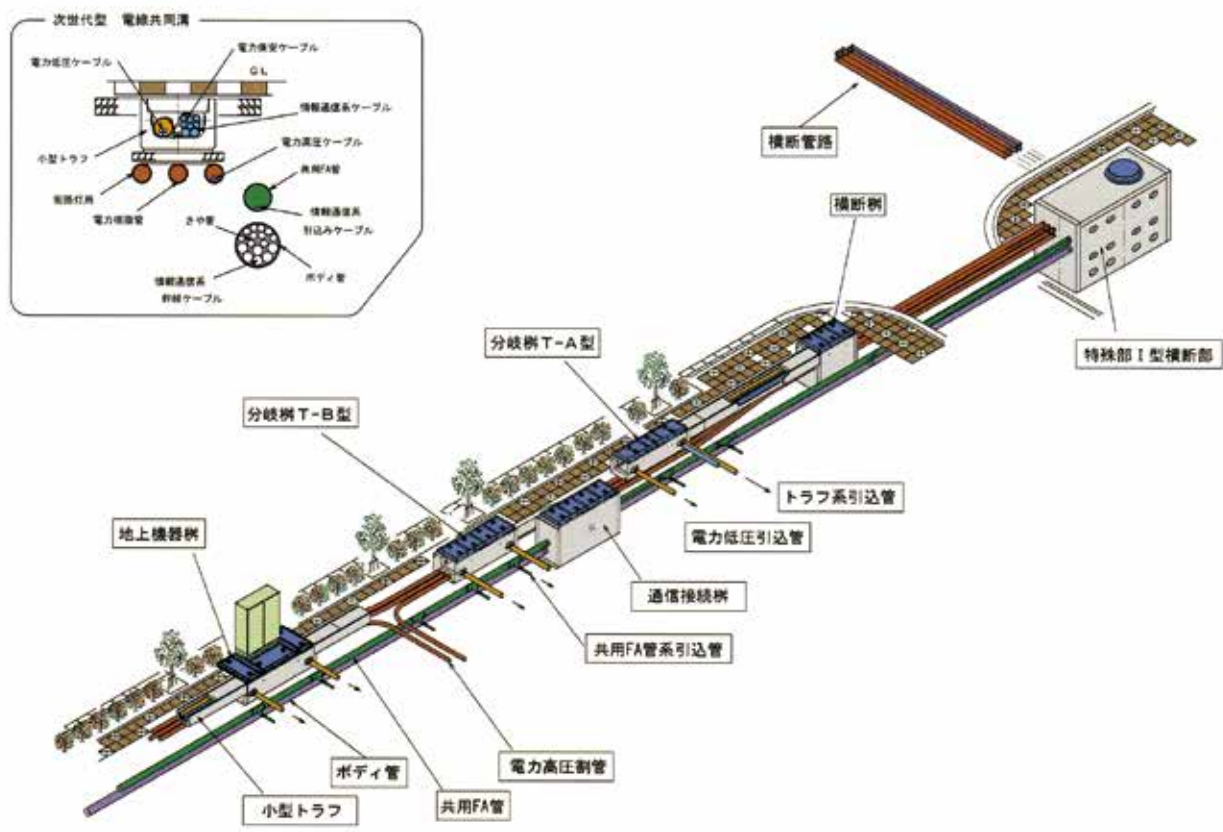 次世代型 電線共同溝
電力保安ケーブル
電力低圧ケーブル
GL
情報通信系ケーブル
小型トラフ
電力高圧ケーブル
街路灯用
共用FA管
さや管
情報通信系
引込みケーブル
ボディ管
情報通信系
幹線ケーブル
横断管路
横断桝
特殊部Ⅰ型横断部
分岐桝T-A型
分岐桝T-B型
トラフ系引込管
電力低圧引込管
地上機器桝
通信接続桝
共用FA管系引込管
電力高圧割管
ボディ管
共用FA管
小型トラフ